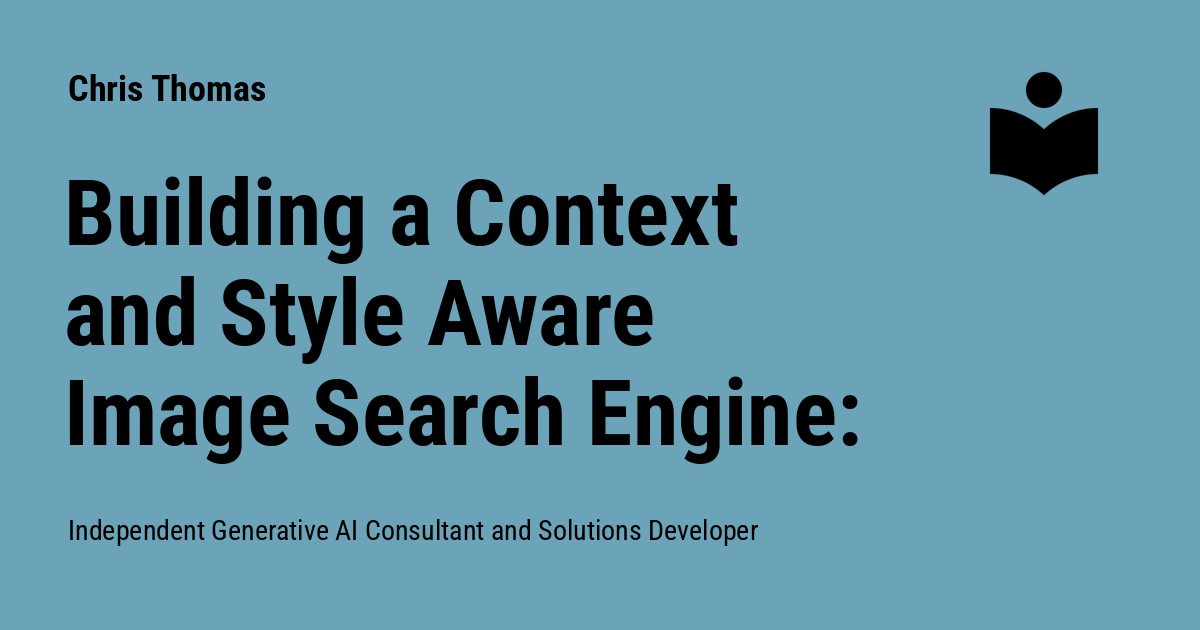 Chris Thomas
Building a Context
and Style Aware
Image Search Engine:
Independent Generative AI Consultant and Solutions Developer